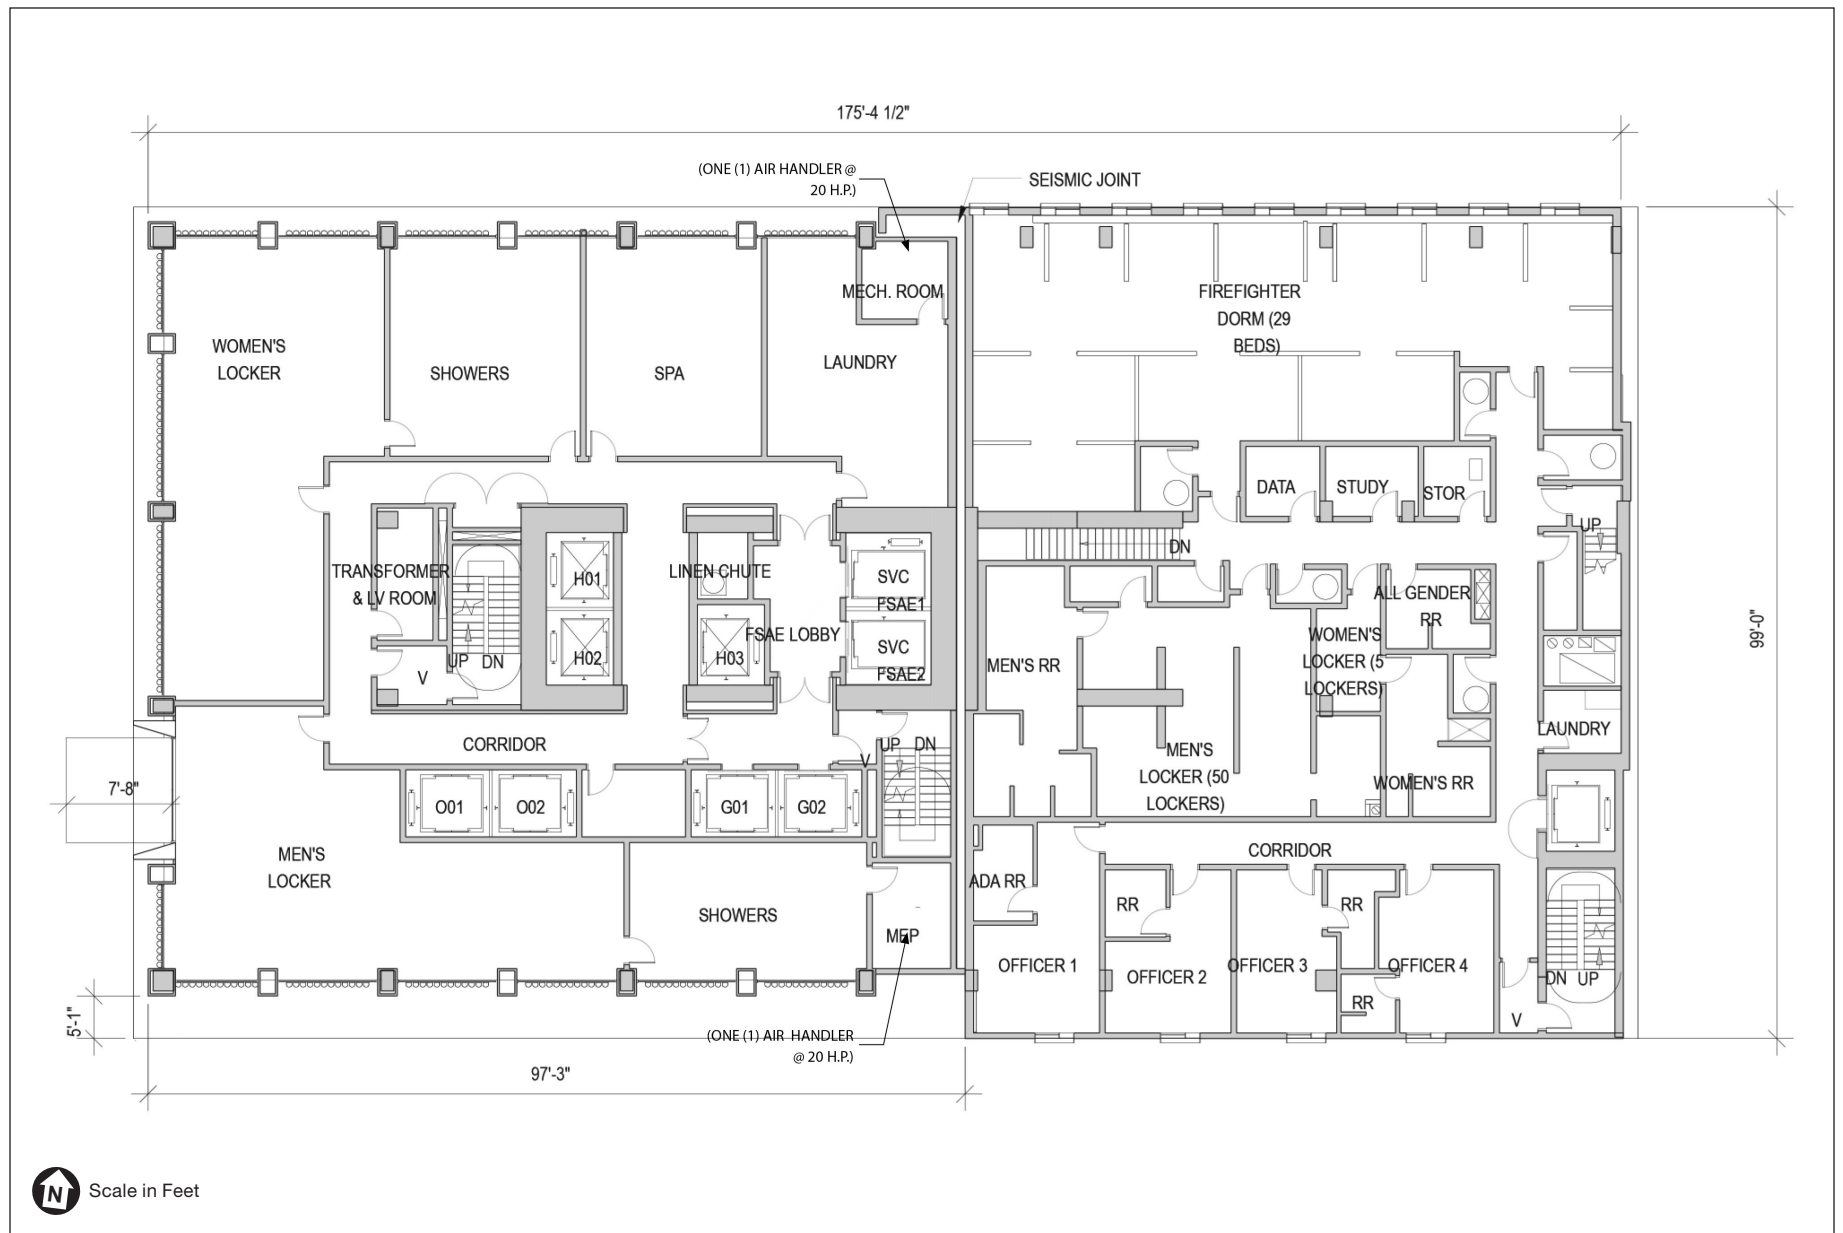 175'-4 1/2"
(ONE (1) AIR HANDLER @
20 H.P.)
SEISMIC JOINT
MECH. ROOM
FIREFIGHTER
DORM (29
BEDS)
WOMEN'S
LOCKER
SHOWERS
SPA
LAUNDRY
DATA
STUDY
STOR
UP
DN
TRANSFORMER
& LV ROOM
H01
LINEN CHUTE
SVC
FSAE1
ALL GENDER
RR
FSAE LOBBY
WOMEN'S
LOCKER (5
LOCKERS)
H02
H03
SVC
FSAE2
UP
DN
V
MEN'S RR
99'-0"
CORRIDOR
UP
DN
V
MEN'S
LOCKER (50
LOCKERS)
LAUNDRY
WOMEN'S RR
7'-8"
O01
O02
G01
G02
MEN'S
LOCKER
CORRIDOR
ADA RR
RR
RR
SHOWERS
MEP
OFFICER 1
OFFICER 2
OFFICER 3
OFFICER 4
DN
UP
RR
V
5'-1"
(ONE (1) AIR HANDLER
@ 20 H.P.)
97'-3"
N
Scale in Feet